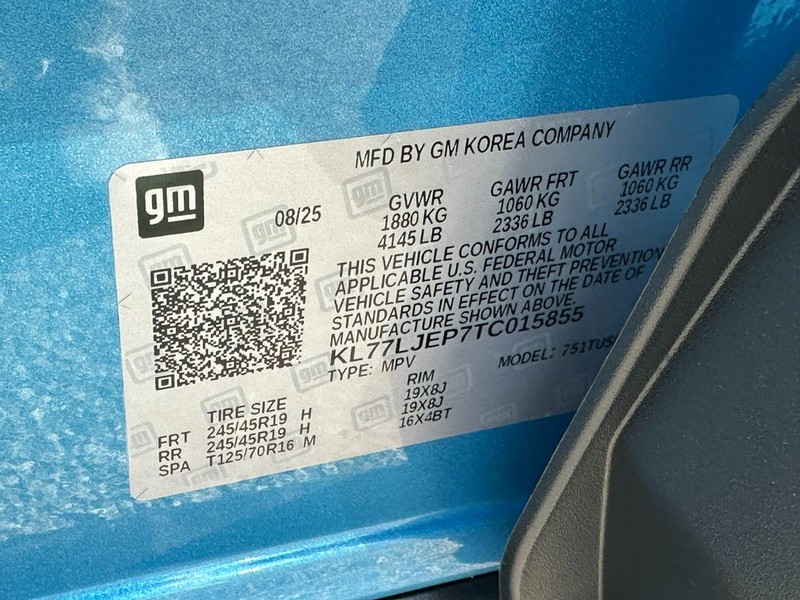 MFD BY GM KOREA COMPANY
gm
08/25
GVWR
1880 KG
4145 LB
GAWR FRT
1060 KG
2336 LB
GAWR RR
1060 KG
2336 LB
THIS VEHICLE CONFORMS TO ALL
APPLICABLE U.S. FEDERAL MOTOR
VEHICLE SAFETY AND THEFT PREVENTION
STANDARDS IN EFFECT ON THE DATE OF
MANUFACTURE SHOWN ABOVE.
KL77LJEP7TC015855
TYPE: MPV MODEL: 751TUS
TIRE SIZE RIM
FRT 245/45R19 H 19X8J
RR 245/45R19 H 19X8J
SPA T125/70R16 M 16X4BT